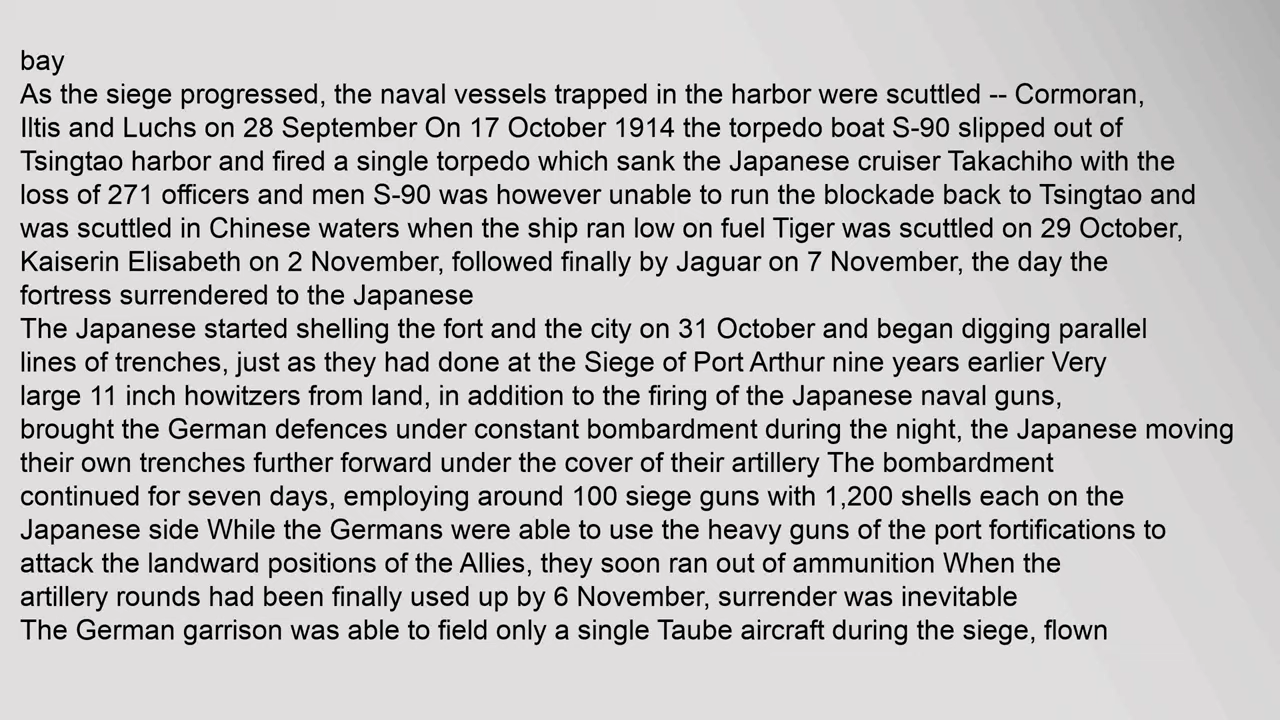 bay
As the siege progressed, the naval vessels trapped in the harbor were scuttled -- Cormoran,
Iltis and Luchs on 28 September On 17 October 1914 the torpedo boat S-90 slipped out of
Tsingtao harbor and fired a single torpedo which sank the Japanese cruiser Takachiho with the
loss of 271 officers and men S-90 was however unable to run the blockade back to Tsingtao and
was scuttled in Chinese waters when the ship ran low on fuel Tiger was scuttled on 29 October,
Kaiserin Elisabeth on 2 November, followed finally by Jaguar on 7 November, the day the
fortress surrendered to the Japanese
The Japanese started shelling the fort and the city on 31 October and began digging parallel
lines of trenches, just as they had done at the Siege of Port Arthur nine years earlier Very
large 11 inch howitzers from land, in addition to the firing of the Japanese naval guns,
brought the German defences under constant bombardment during the night, the Japanese moving
their own trenches further forward under the cover of their artillery The bombardment
continued for seven days, employing around 100 siege guns with 1,200 shells each on the
Japanese side While the Germans were able to use the heavy guns of the port fortifications to
attack the landward positions of the Allies, they soon ran out of ammunition When the
artillery rounds had been finally used up by 6 November, surrender was inevitable
The German garrison was able to field only a single Taube aircraft during the siege, flown